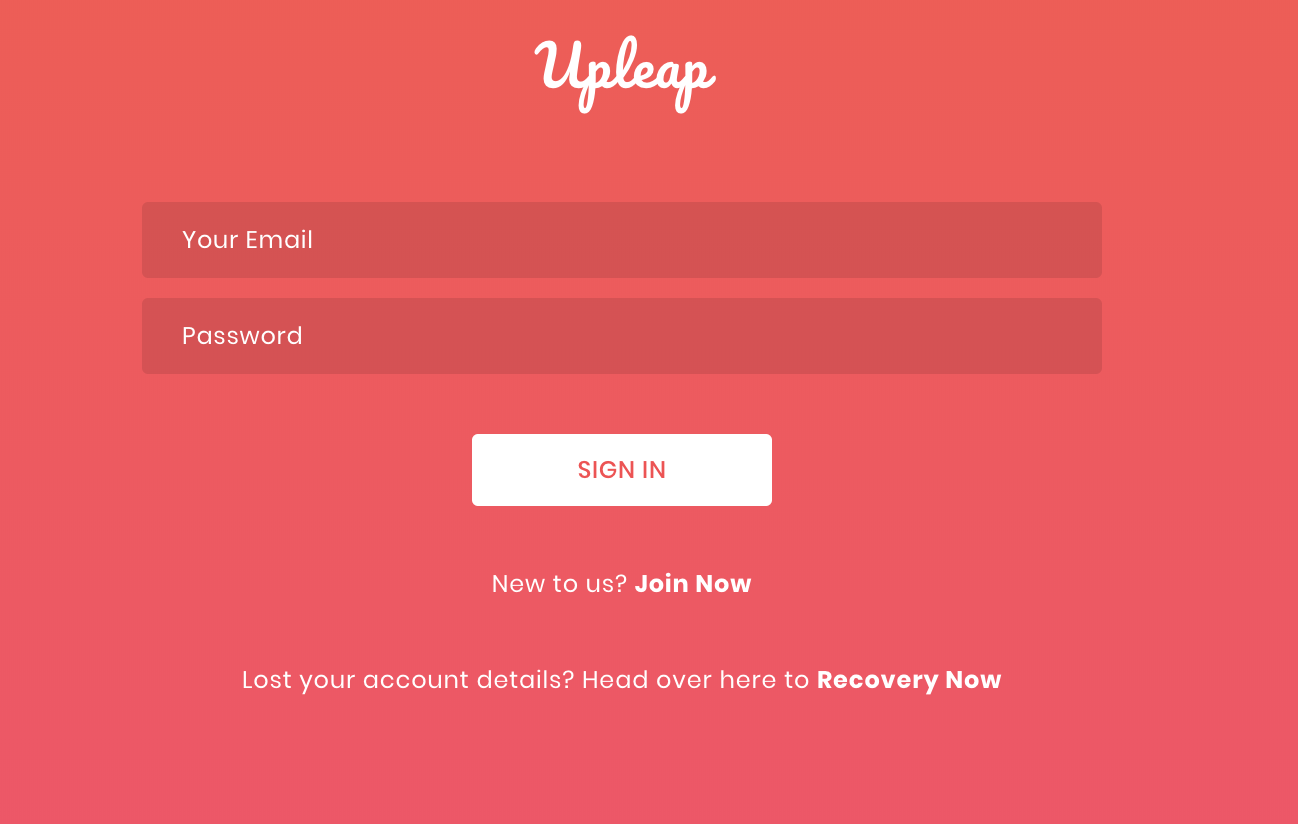 Upleap
Your Email
Password
SIGN IN
New to us? Join Now
Lost your account details? Head over here to Recovery Now